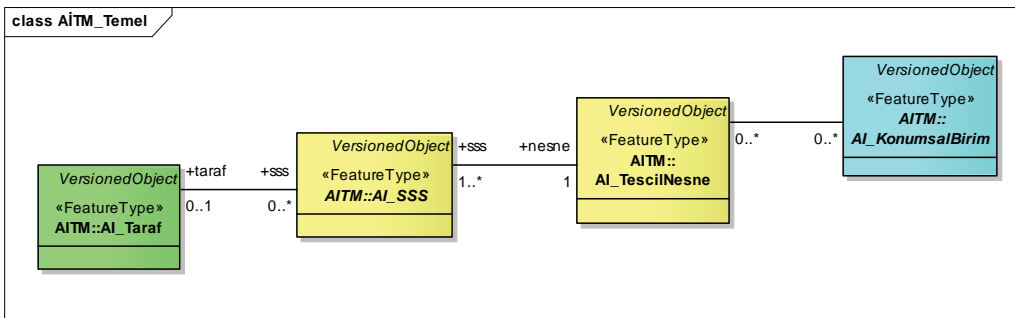 class AİTM_Temel
VersionedObject
«FeatureType»
AITM::AI_Taraf
+taraf
0..1
+sss
0..*
VersionedObject
«FeatureType»
AITM::AI_SSS
+sss
1..*
+nesne
1
VersionedObject
«FeatureType»
AITM::
AI_TescilNesne
0..*
0..*
VersionedObject
«FeatureType»
AITM::
AI_KonumsalBirim